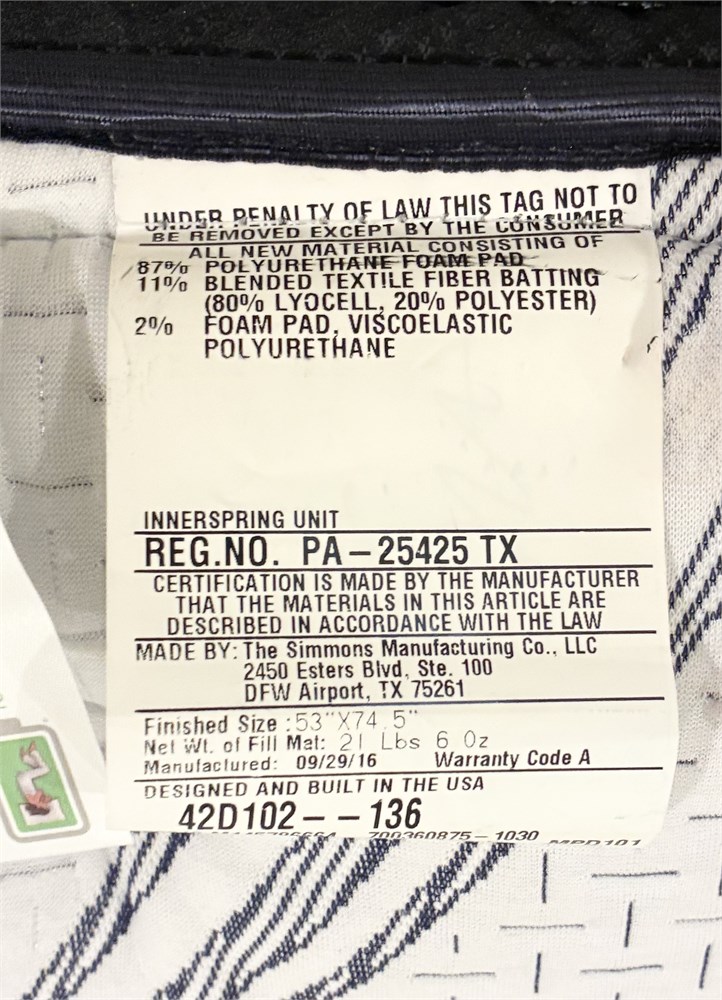 UNDER PENALTY OF LAW THIS TAG NOT TO
BE REMOVED EXCEPT BY THE CONSUMER
ALL NEW MATERIAL CONSISTING OF
87% POLYURETHANE FOAM PAD
11% BLENDED TEXTILE FIBER BATTING
(80% LYOCELL, 20% POLYESTER)
2% FOAM PAD, VISCOELASTIC
POLYURETHANE
INNERSPRING UNIT
REG.NO. PA-25425 TX
CERTIFICATION IS MADE BY THE MANUFACTURER
THAT THE MATERIALS IN THIS ARTICLE ARE
DESCRIBED IN ACCORDANCE WITH THE LAW
MADE BY: The Simmons Manufacturing Co., LLC
2450 Esters Blvd, Ste. 100
DFW Airport, TX 75261
Finished Size :53"X74.5"
Net Wt. of Fill Mat: 21 Lbs 6 Oz
Manufactured: 09/29/16 Warranty Code A
DESIGNED AND BUILT IN THE USA
42D102--136
700360875-1030